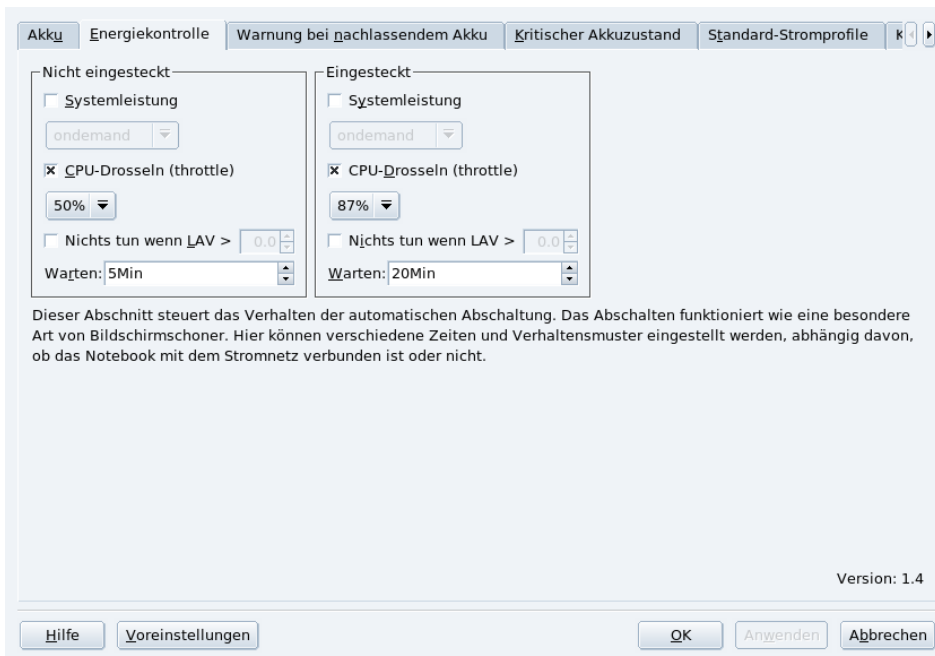 Akku Energiekontrolle Warnung bei nachlassendem Akku Kritischer Akkuzustand Standard-Stromprofile K
Nicht eingesteckt
Systemleistung
ondemand
CPU-Drosseln (throttle)
50%
Nichts tun wenn LAV > 0.0
Warten: 5Min
Eingesteckt
Systemleistung
ondemand
CPU-Drosseln (throttle)
87%
Nichts tun wenn LAV > 0.0
Warten: 20Min
Dieser Abschnitt steuert das Verhalten der automatischen Abschaltung. Das Abschalten funktioniert wie eine besondere
Art von Bildschirmschoner. Hier können verschiedene Zeiten und Verhaltensmuster eingestellt werden, abhängig davon,
ob das Notebook mit dem Stromnetz verbunden ist oder nicht.
Version: 1.4
Hilfe Voreinstellungen OK Anwenden Abbrechen